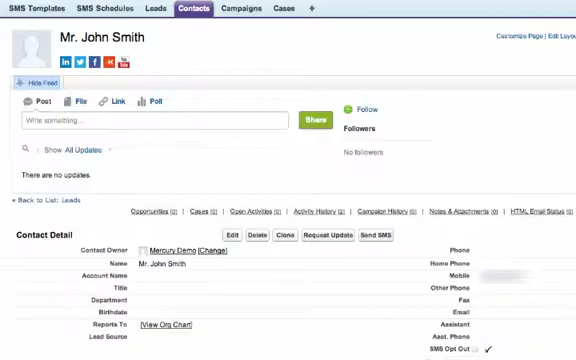 SMS Templates SMS Schedules Leads Contacts Campaigns Cases +
Mr. John Smith
Customize Page | Edit Layou
in f You Tube
Hide Feed
Post File Link Poll
Write something... Share
Follow
Followers
No followers
Show All Updates
There are no updates.
« Back to List: Leads
Opportunities [0] | Cases [0] | Open Activities [0] | Activity History [2] | Campaign History [0] | Notes & Attachments [0] | HTML Email Status [0]
Contact Detail Edit Delete Clone Request Update Send SMS
Contact Owner Mercury Demo [Change] Phone
Name Mr. John Smith Home Phone
Account Name Mobile
Title Other Phone
Department Fax
Birthdate Email
Reports To [View Org Chart] Assistant
Lead Source Asst. Phone
SMS Opt Out